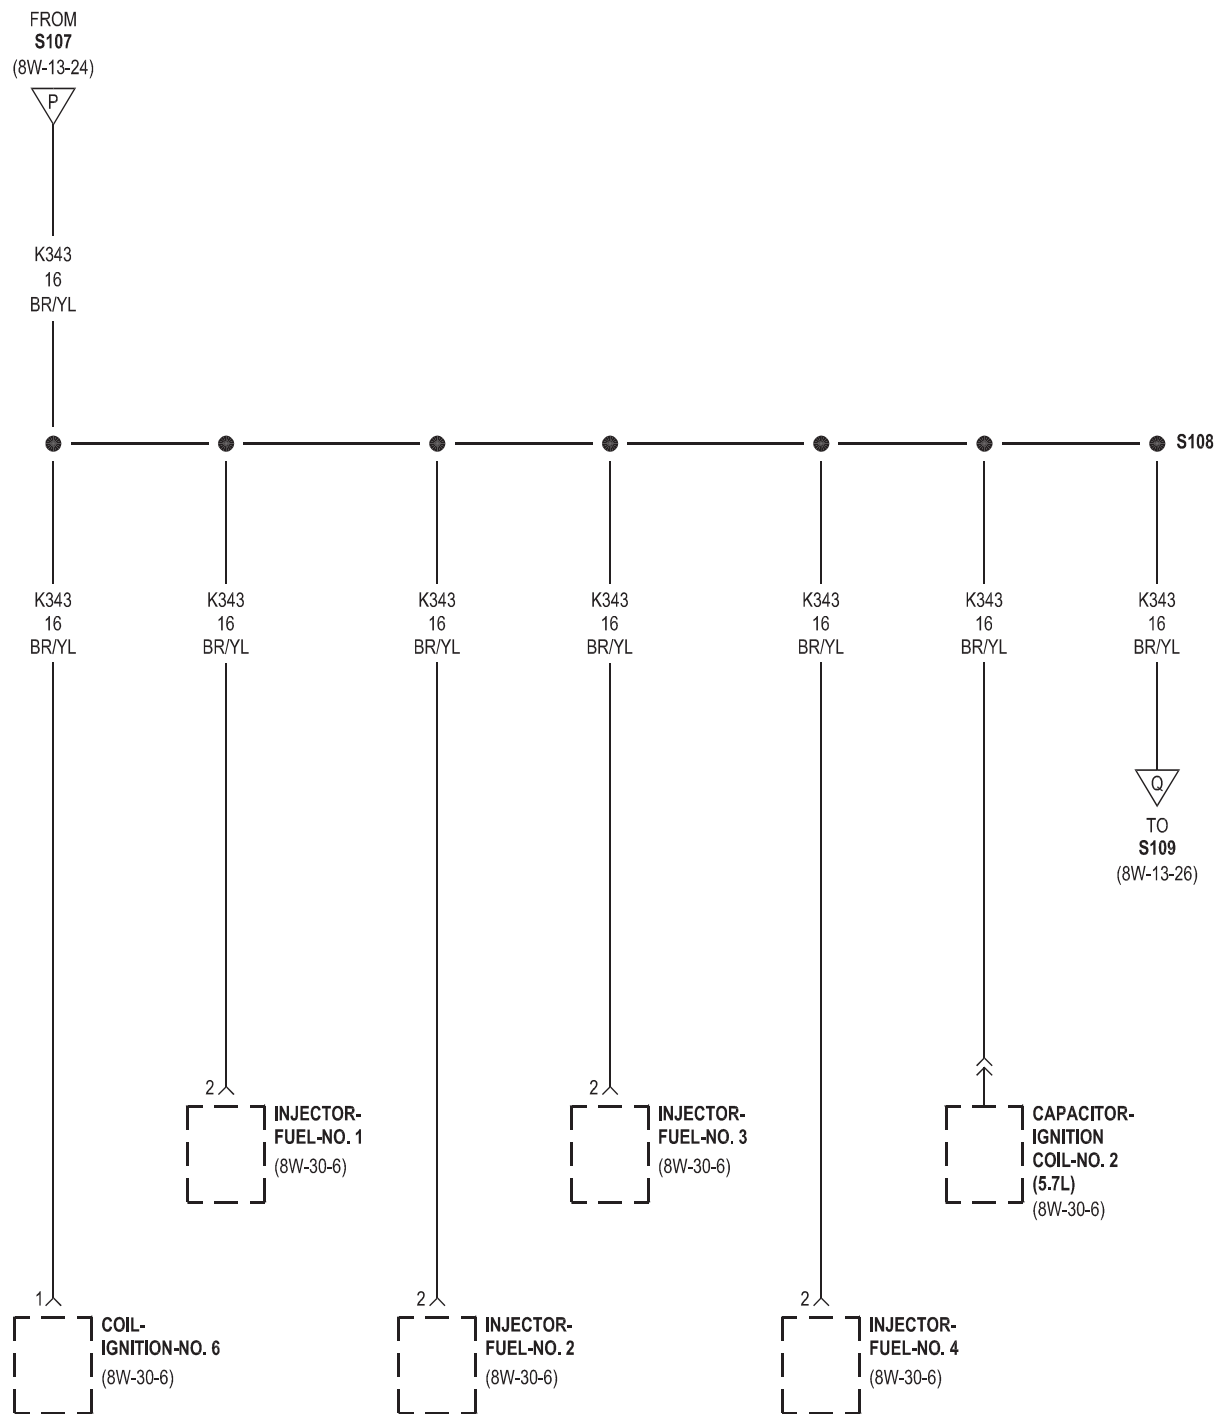 FROM
S107
(8W-13-24)
P
K343
16
BR/YL
S108
K343
16
BR/YL
K343
16
BR/YL
K343
16
BR/YL
K343
16
BR/YL
K343
16
BR/YL
K343
16
BR/YL
K343
16
BR/YL
Q
TO
S109
(8W-13-26)
2
INJECTOR-
FUEL-NO. 1
(8W-30-6)
2
INJECTOR-
FUEL-NO. 3
(8W-30-6)
CAPACITOR-
IGNITION
COIL-NO. 2
(5.7L)
(8W-30-6)
1
COIL-
IGNITION-NO. 6
(8W-30-6)
2
INJECTOR-
FUEL-NO. 2
(8W-30-6)
2
INJECTOR-
FUEL-NO. 4
(8W-30-6)